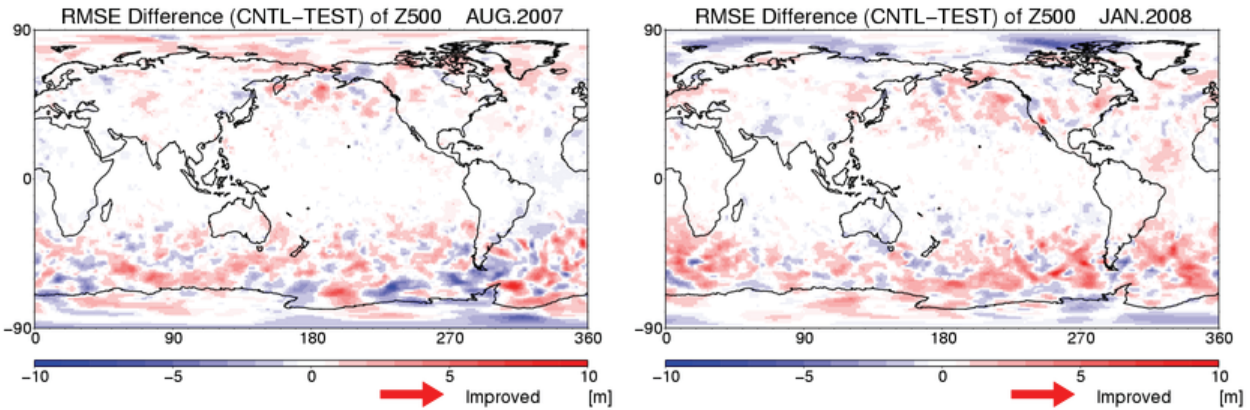 RMSE Difference (CNTL-TEST) of Z500 AUG.2007
90
0
-90
0 90 180 270 360
-10 -5 0 5 10
Improved [m]
RMSE Difference (CNTL-TEST) of Z500 JAN.2008
90
0
-90
0 90 180 270 360
-10 -5 0 5 10
Improved [m]